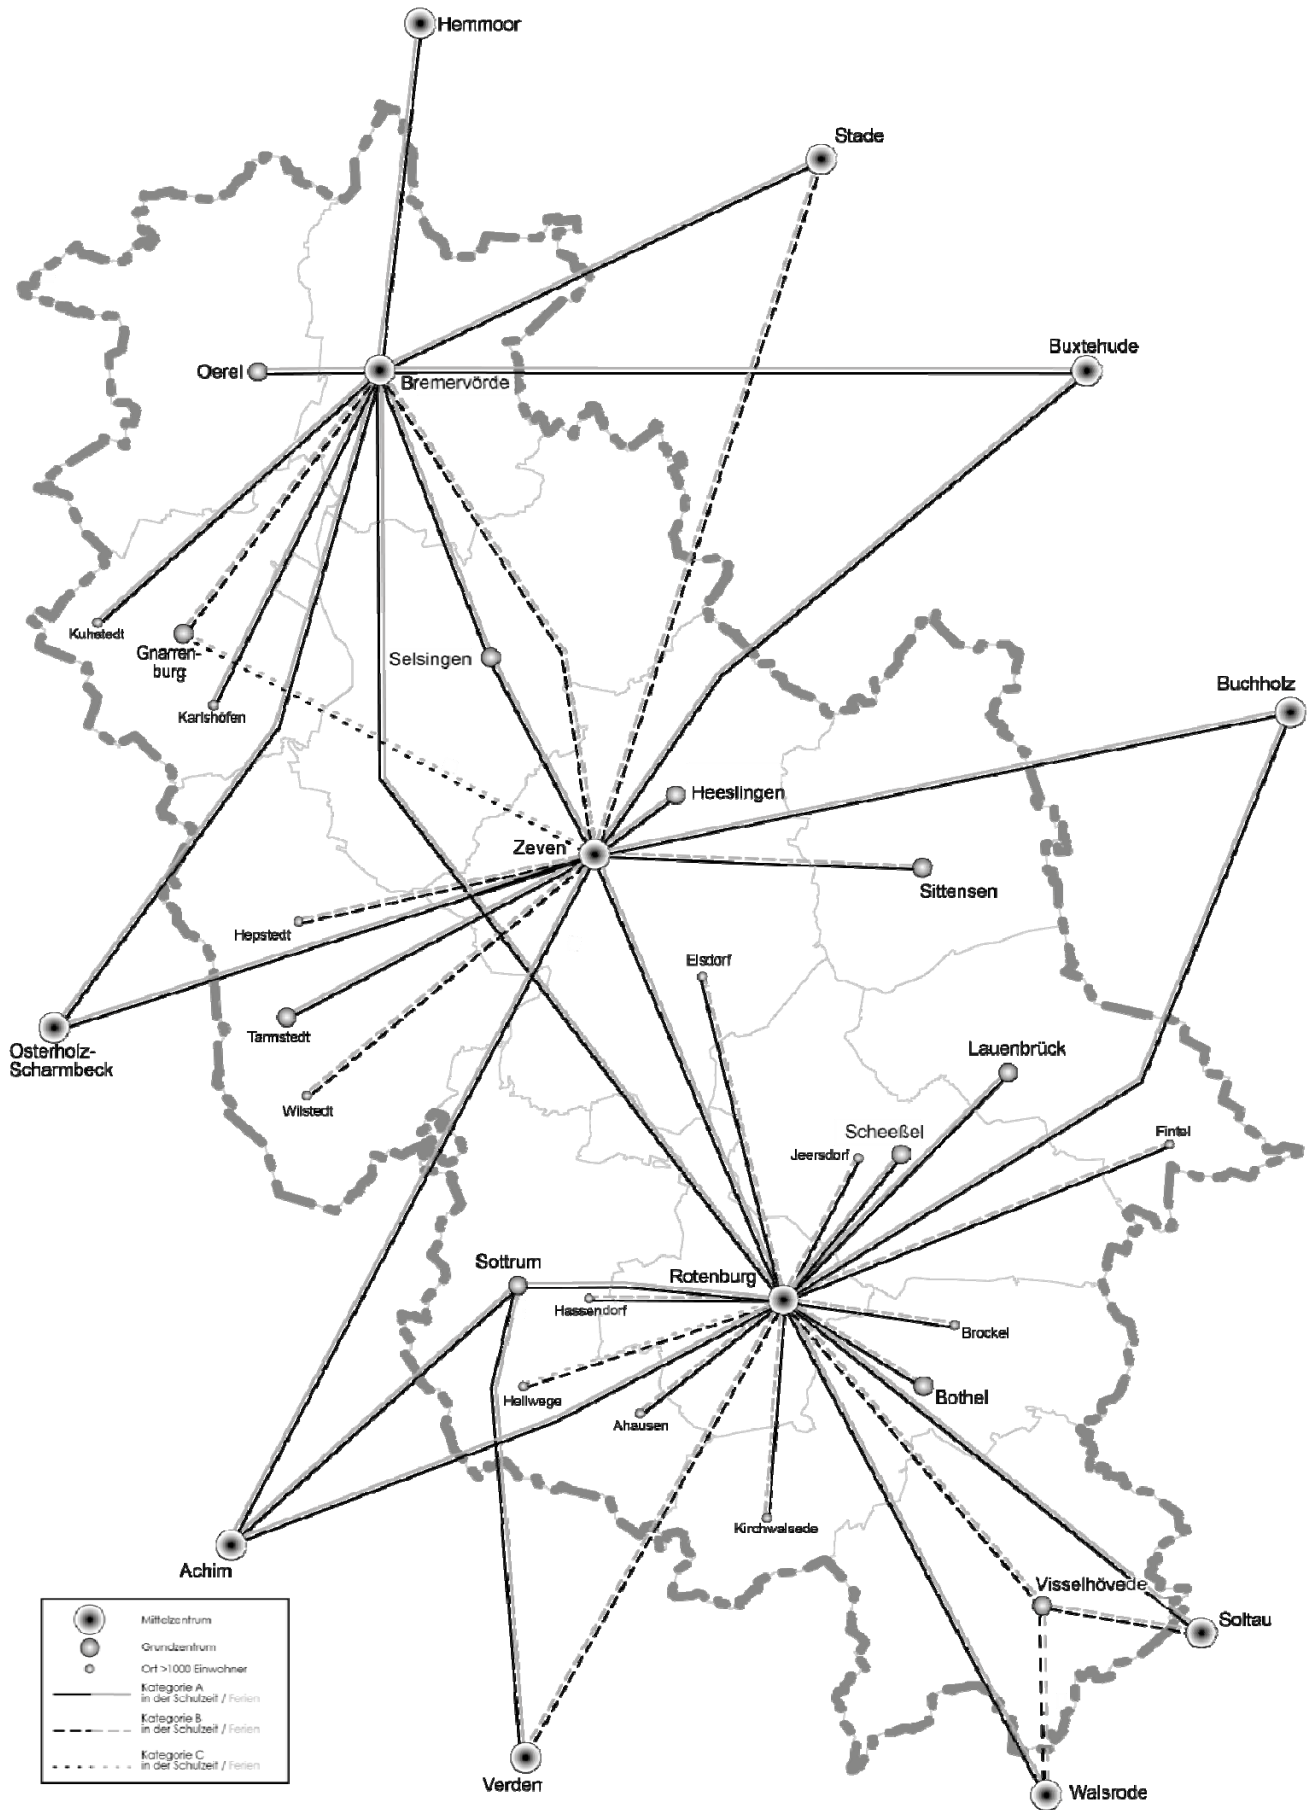 Hemmoor
Stade
Buxtehude
Oerel
Bremervörde
Kuhstedt
Gnarren-
burg
Selsingen
Karlshöfen
Buchholz
Heeslingen
Zeven
Sittensen
Hepstedt
Elsdorf
Tarmstedt
Osterholz-
Scharmbeck
Lauenbrück
Wilstedt
Scheeßel
Fintel
Jeersdorf
Sottrum
Rotenburg
Hassendorf
Brockel
Hellwege
Bothel
Ahausen
Kirchwalsede
Achim
Visselhövede
Soltau
Verden
Walsrode
Mittelzentrum
Grundzentrum
Ort >1000 Einwohner
Kategorie A
in der Schulzeit / Ferien
Kategorie B
in der Schulzeit / Ferien
Kategorie C
in der Schulzeit / Ferien